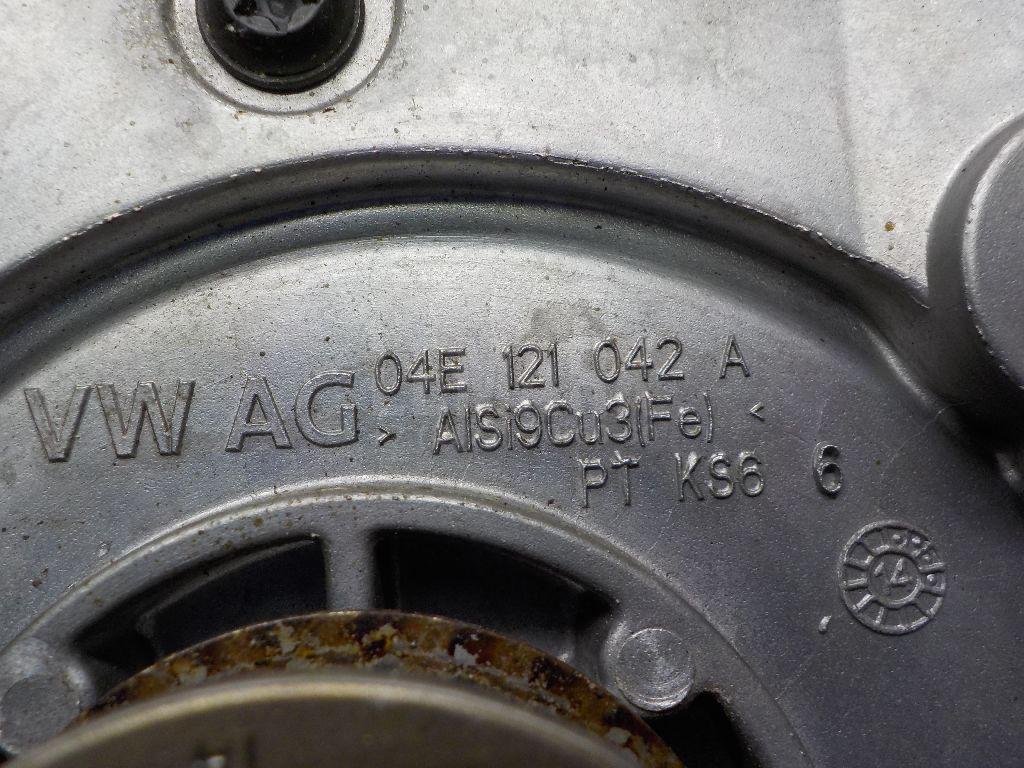 VW AG 04E 121 042 A
> AlSi9Cu3(Fe) <
PT KS6 6
14